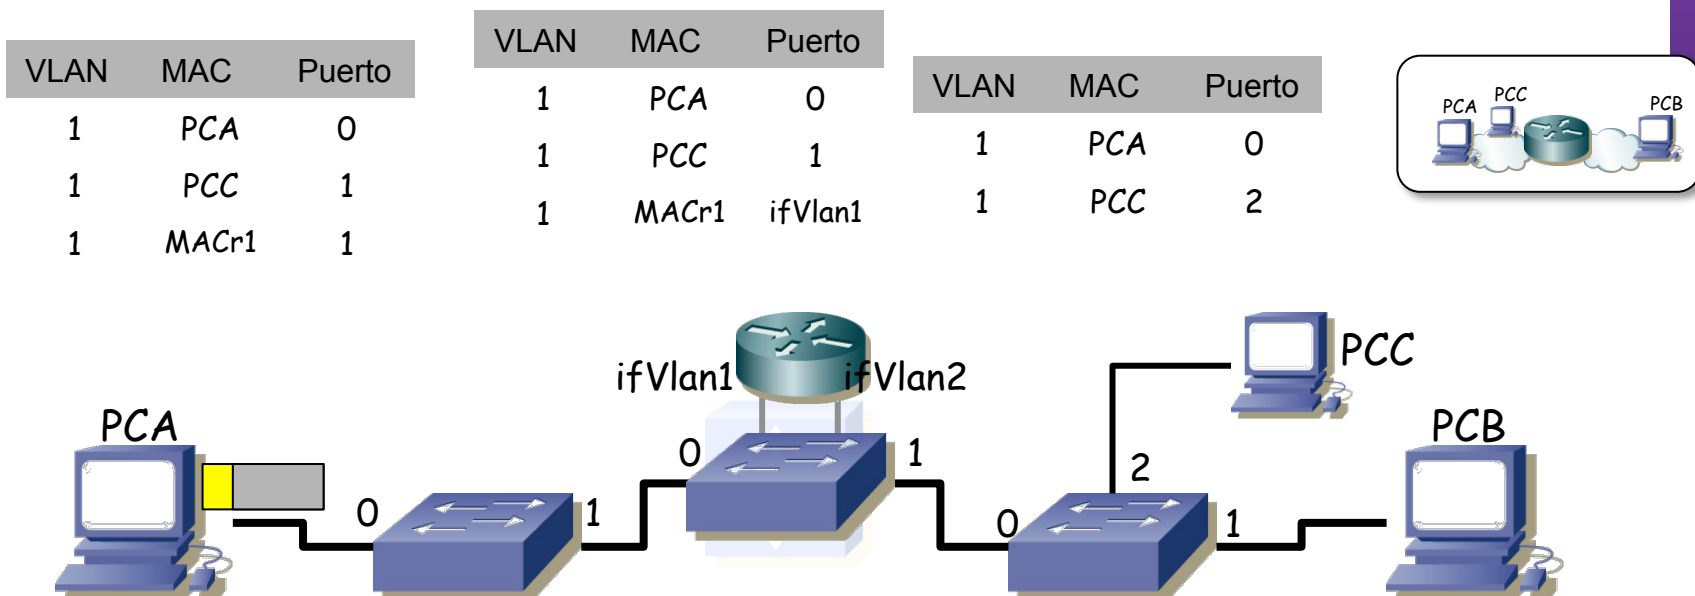 VLAN MAC Puerto
1 PCA 0
1 PCC 1
1 MACr1 1
VLAN MAC Puerto
1 PCA 0
1 PCC 1
1 MACr1 ifVlan1
VLAN MAC Puerto
1 PCA 0
1 PCC 2
PCA PCC PCB
ifVlan1 ifVlan2
PCC
PCA
PCB
0 1
2
0 1
0 1